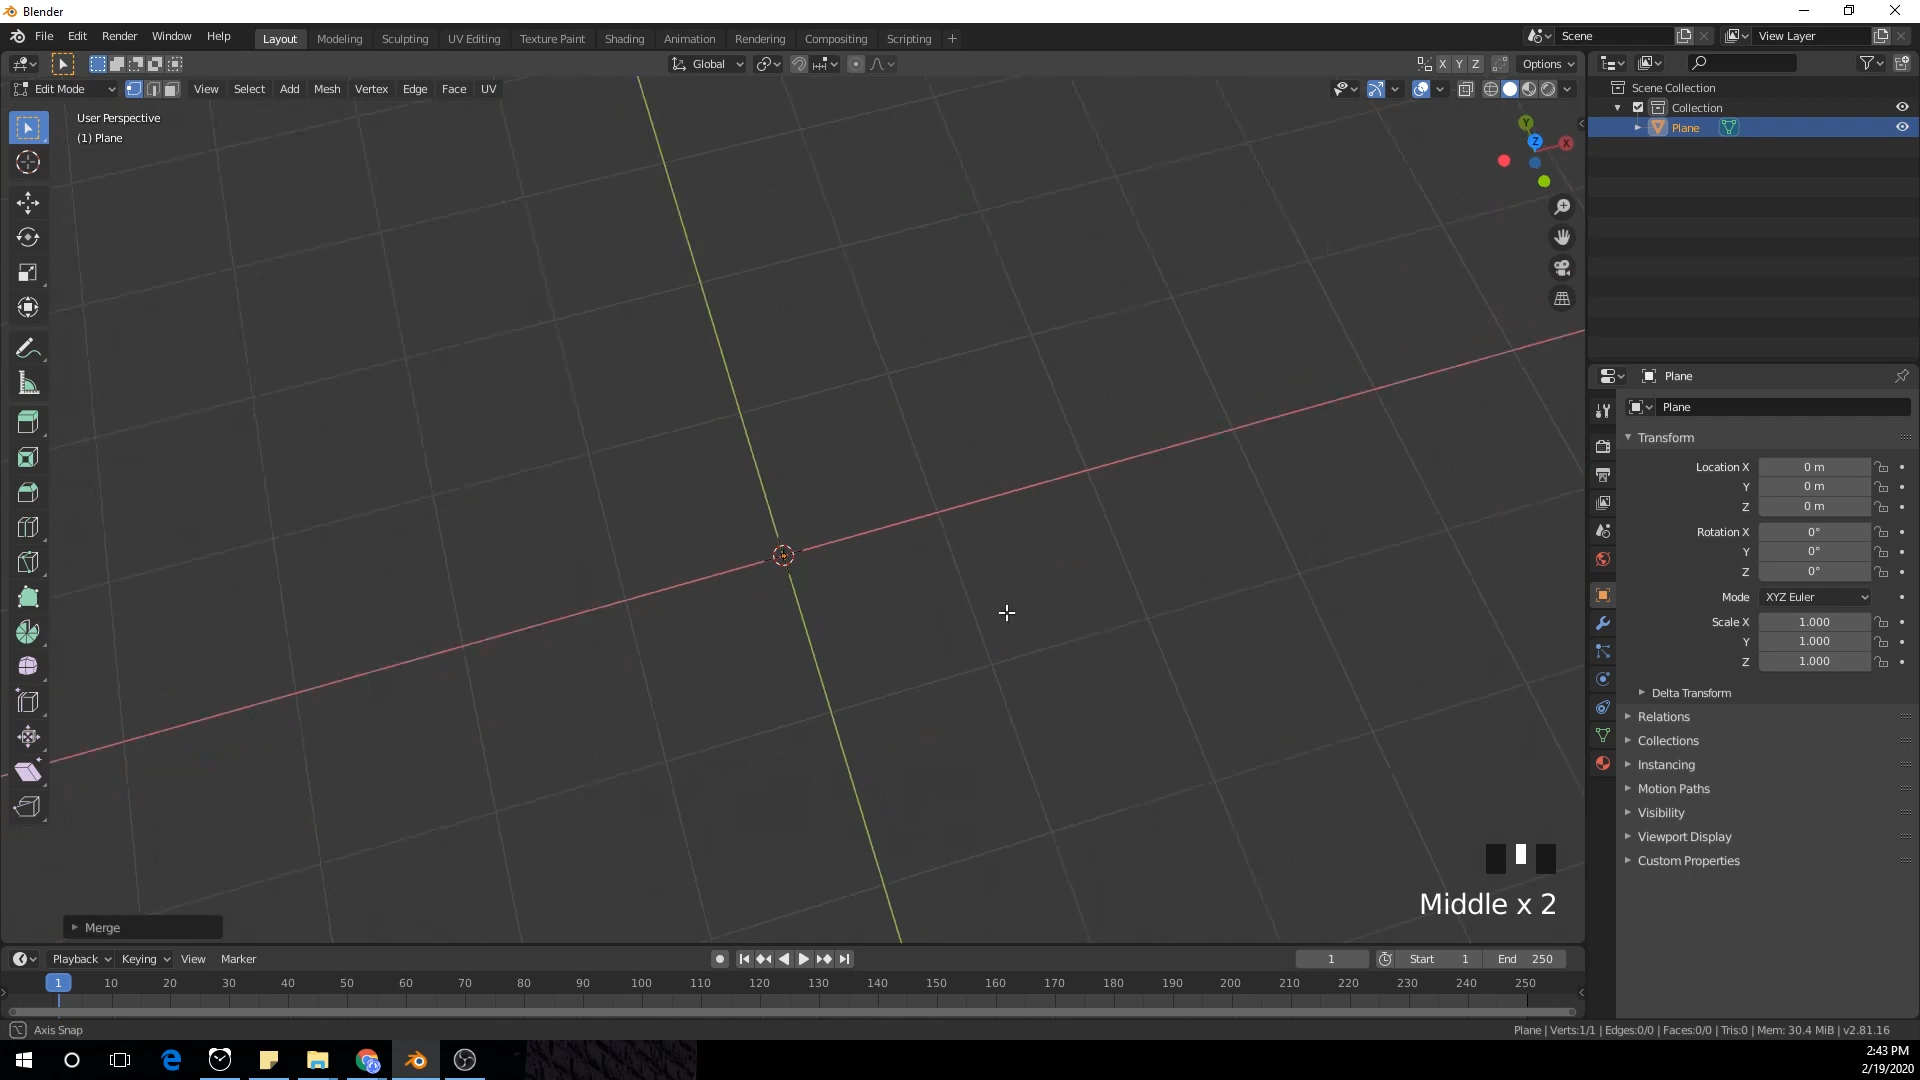 Blender
File Edit Render Window Help Layout Modeling Sculpting UV Editing Texture Paint Shading Animation Rendering Compositing Scripting + Scene View Layer
Global X Y Z Options
Edit Mode View Select Add Mesh Vertex Edge Face UV
User Perspective
(1) Plane
Y
Z
X
Scene Collection
Collection
Plane
Plane
Plane
Transform
Location X 0 m
Y 0 m
Z 0 m
Rotation X 0°
Y 0°
Z 0°
Mode XYZ Euler
Scale X 1.000
Y 1.000
Z 1.000
Delta Transform
Relations
Collections
Instancing
Motion Paths
Visibility
Viewport Display
Custom Properties
Middle x 2
Merge
Playback Keying View Marker 1 Start 1 End 250
1 10 20 30 40 50 60 70 80 90 100 110 120 130 140 150 160 170 180 190 200 210 220 230 240 250
Axis Snap Plane | Verts:1/1 | Edges:0/0 | Faces:0/0 | Tris:0 | Mem: 30.4 MiB | v2.81.16
2:43 PM
2/19/2020